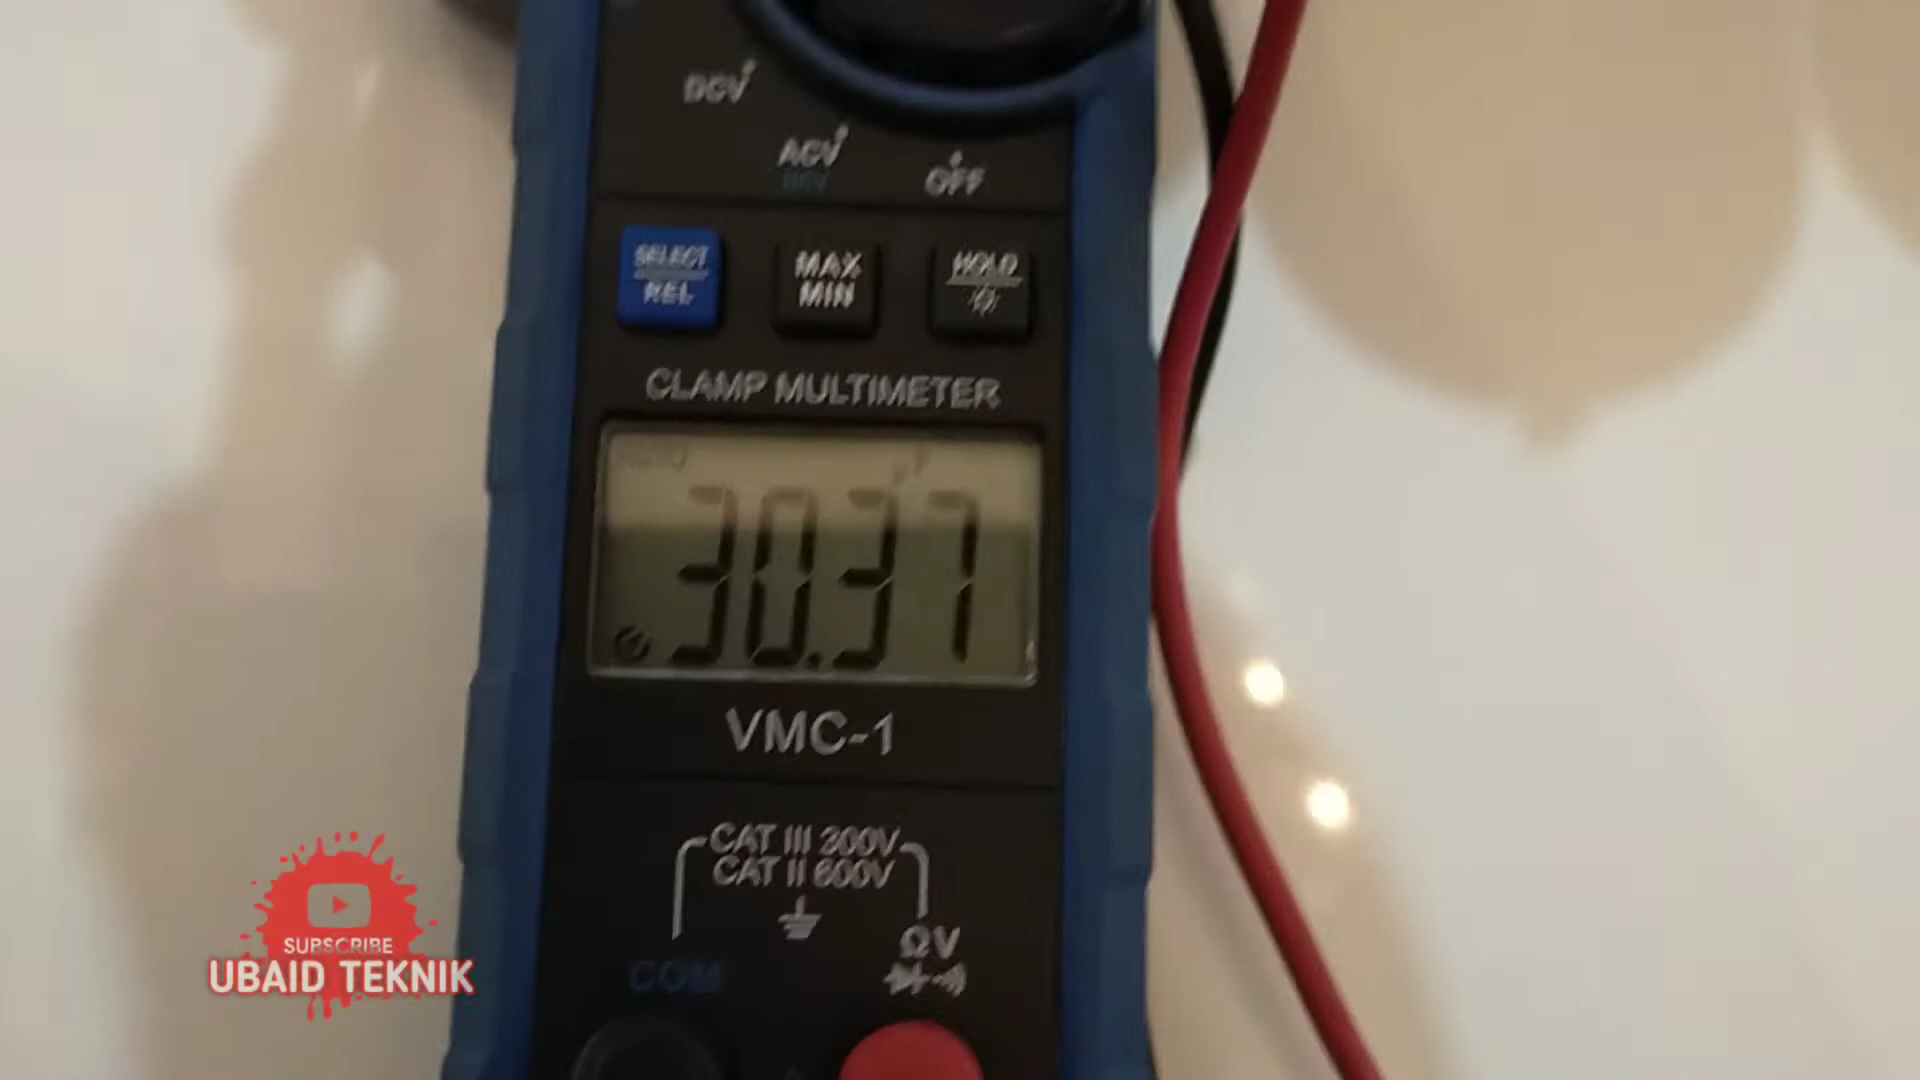 DCV
ACV
OFF
SELECT
REL
MAX
MIN
HOLD
CLAMP MULTIMETER
30.37
VMC-1
CAT III 300V
CAT II 600V
ΩV
COM
SUBSCRIBE
UBAID TEKNIK